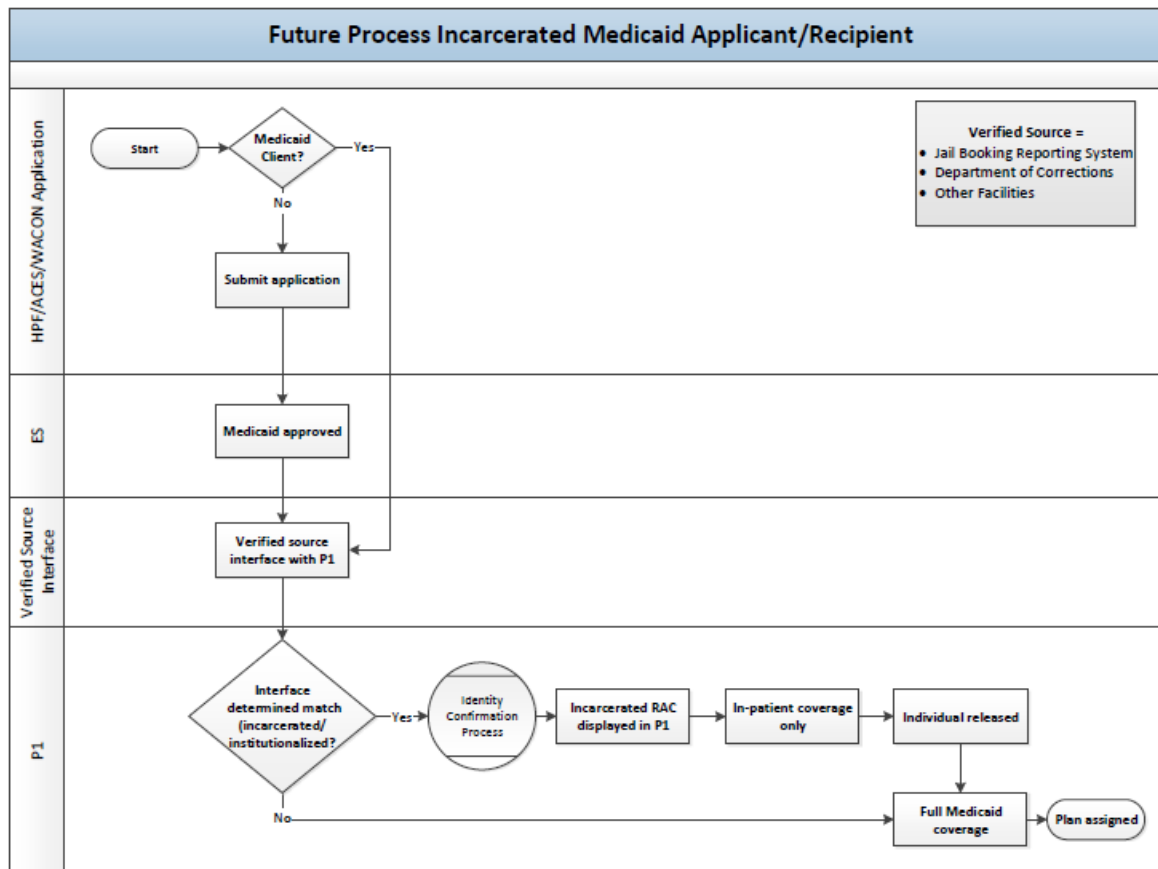 Future Process Incarcerated Medicaid Applicant/Recipient
HPF/ACES/WACON Application
Start
Medicaid
Client?
Yes
No
Submit application
Verified Source =
• Jail Booking Reporting System
• Department of Corrections
• Other Facilities
ES
Medicaid approved
Verified Source
Interface
Verified source
interface with P1
P1
Interface
determined match
(incarcerated/
institutionalized?
Yes
Identity
Confirmation
Process
Incarcerated RAC
displayed in P1
In-patient coverage
only
Individual released
No
Full Medicaid
coverage
Plan assigned